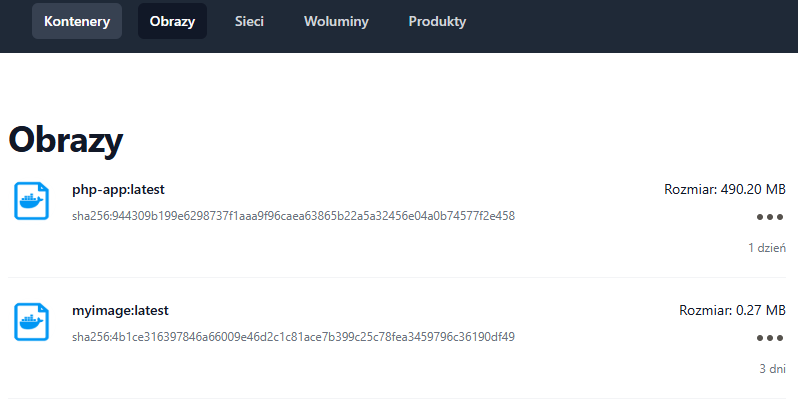 Kontenery Obrazy Sieci Woluminy Produkty
Obrazy
php-app:latest Rozmiar: 490.20 MB
sha256:944309b199e6298737f1aaa9f96caea63865b22a5a32456e04a0b74577f2e458
1 dzień
myimage:latest Rozmiar: 0.27 MB
sha256:4b1ce316397846a66009e46d2c1c81ace7b399c25c78fea3459796c36190df49
3 dni